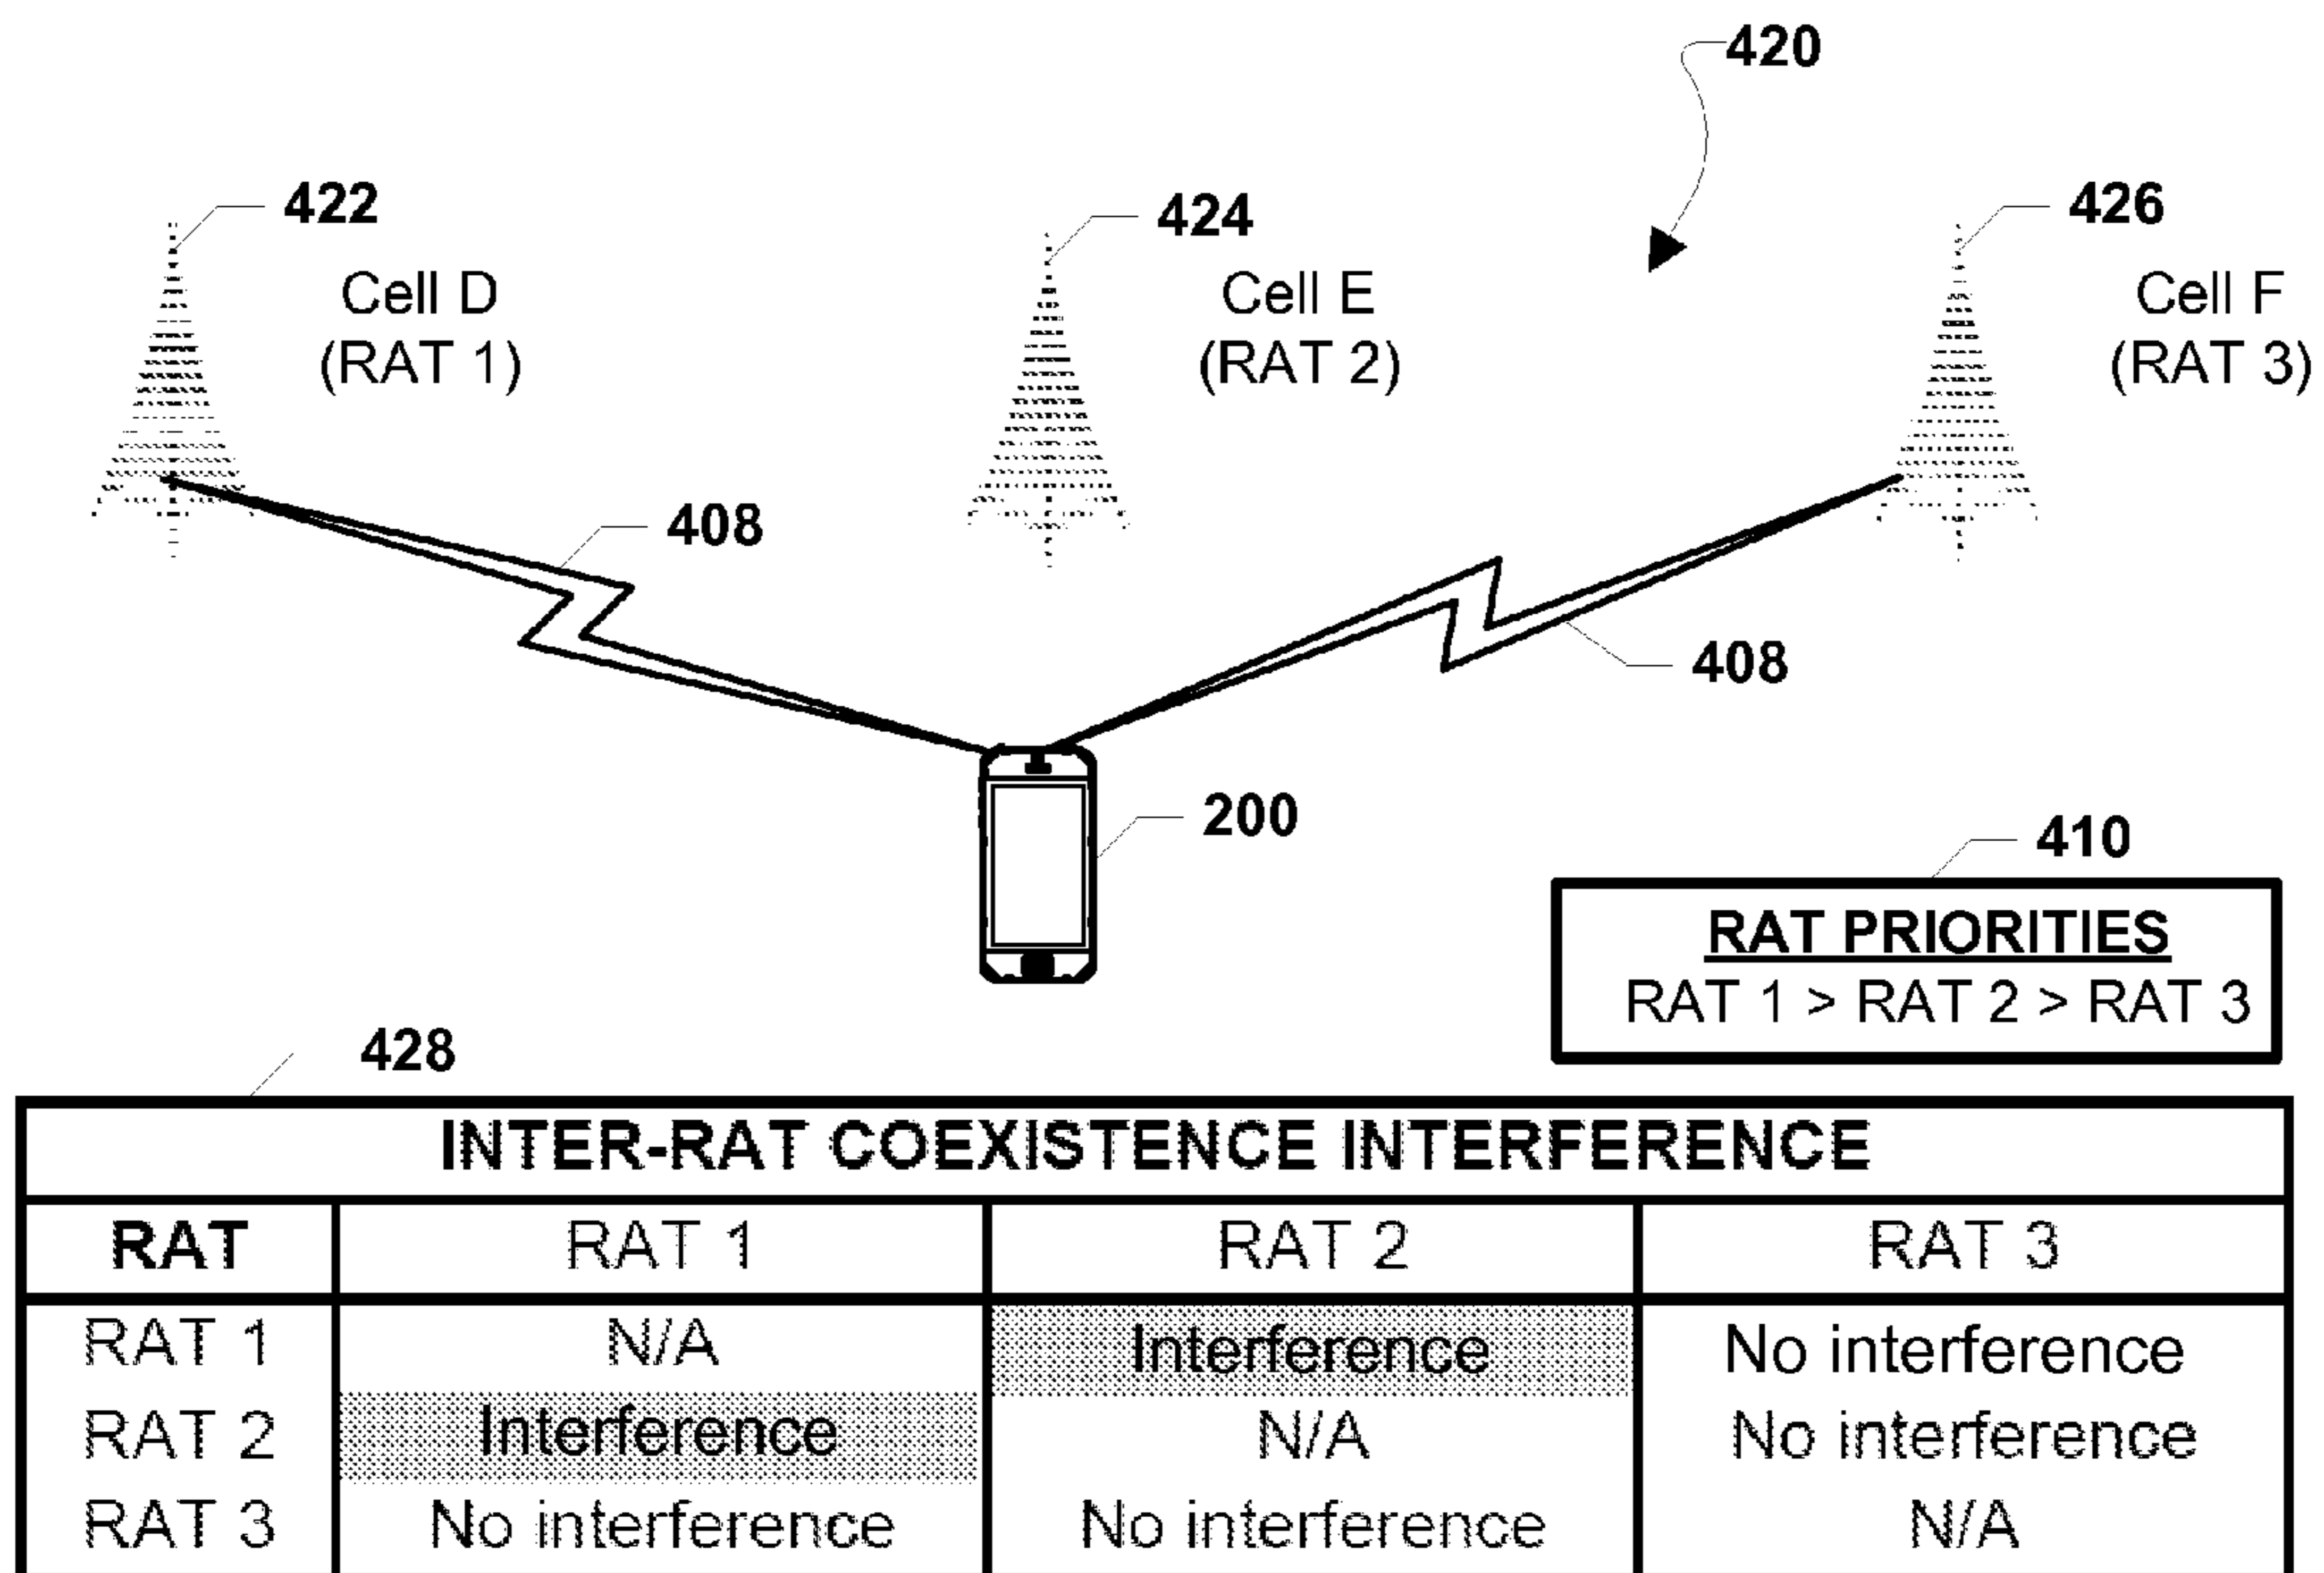 420
422
424
426
Cell D
(RAT 1)
Cell E
(RAT 2)
Cell F
(RAT 3)
408
408
200
410
RAT PRIORITIES
RAT 1 > RAT 2 > RAT 3
428
INTER-RAT COEXISTENCE INTERFERENCE
RAT RAT 1 RAT 2 RAT 3
RAT 1 N/A Interference No interference
RAT 2 Interference N/A No interference
RAT 3 No interference No interference N/A